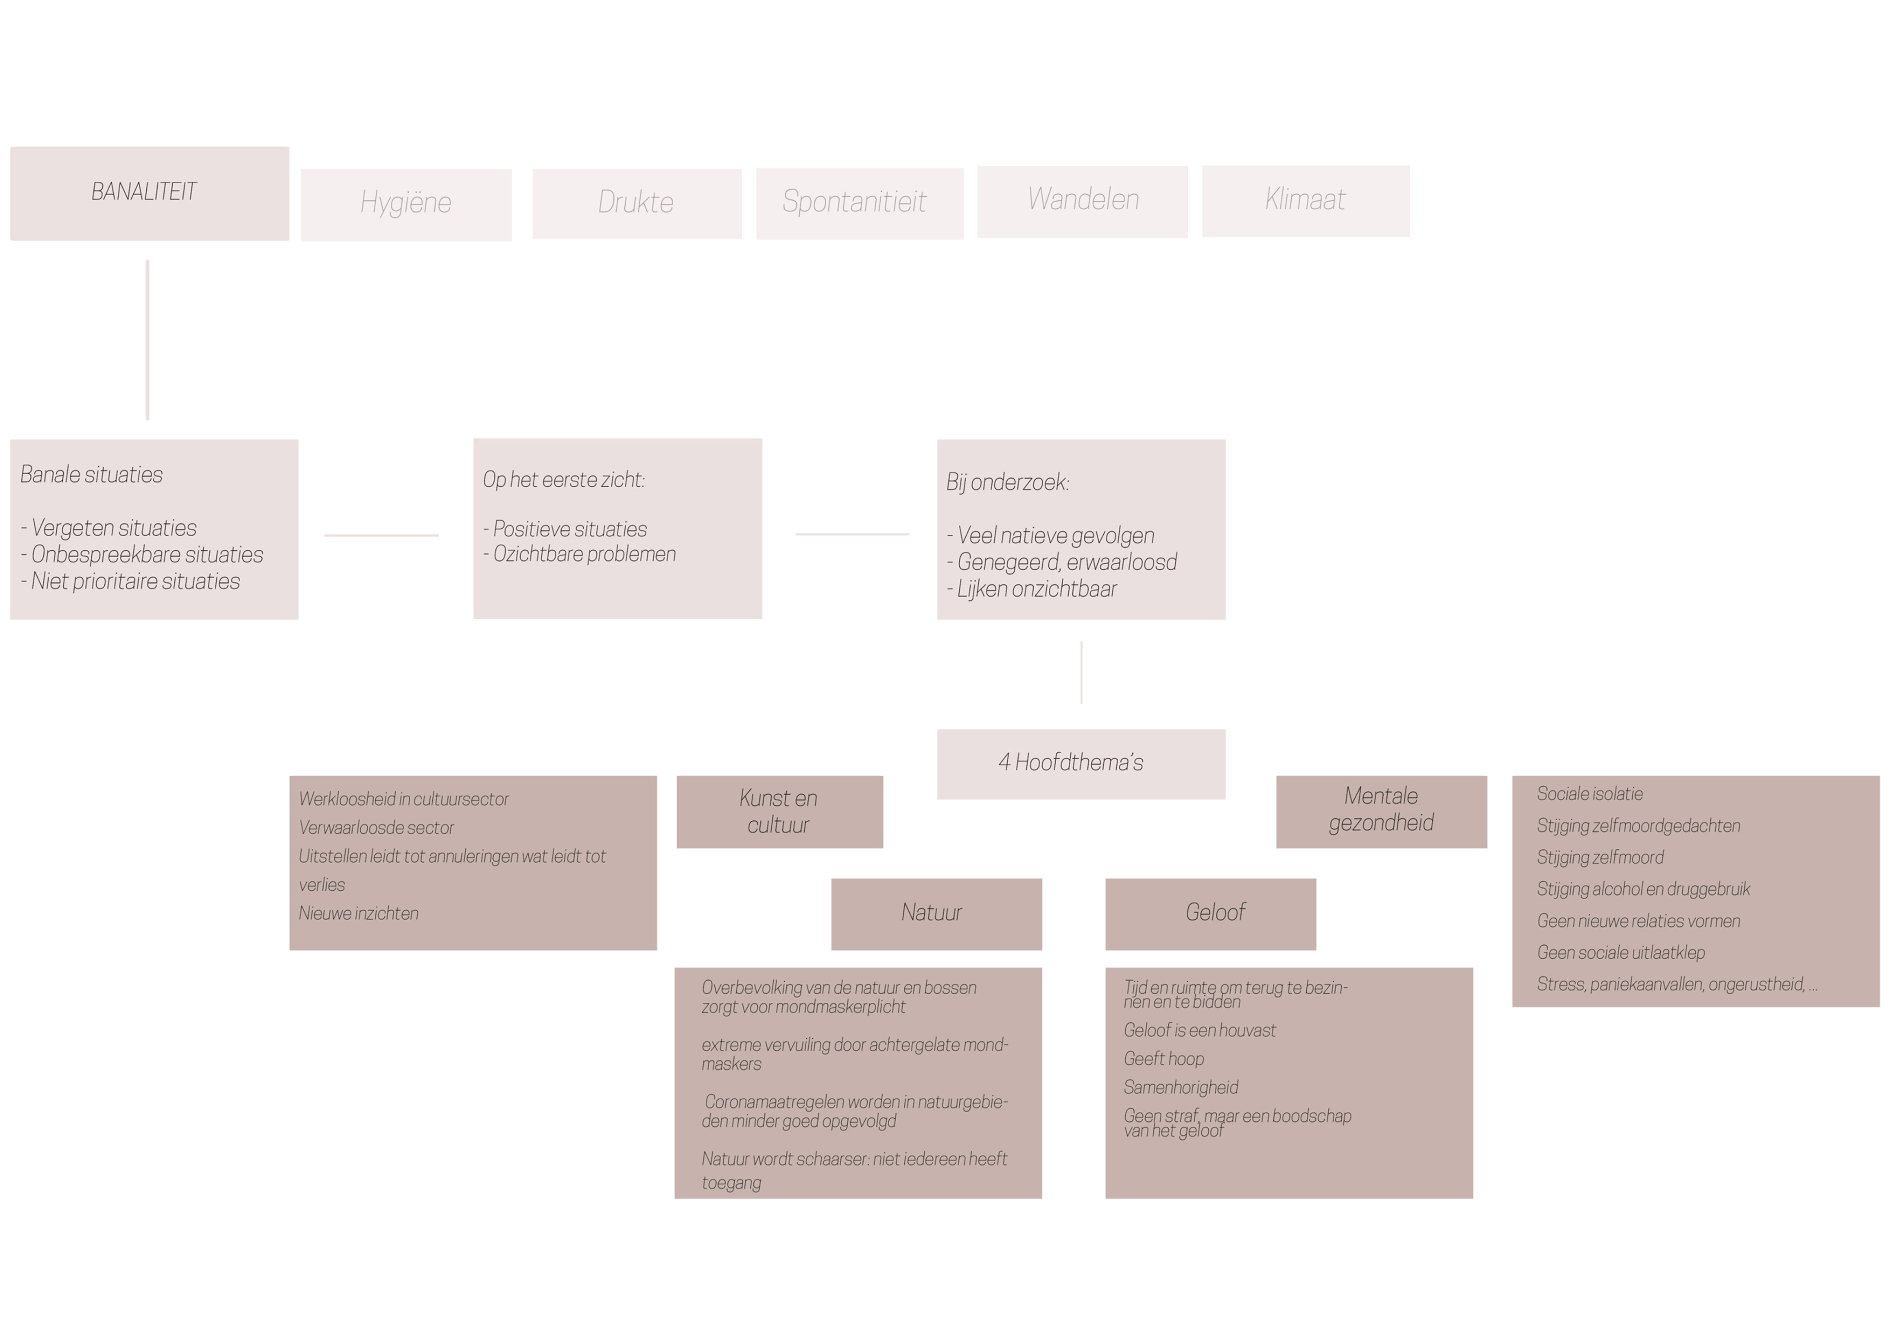 BANALITEIT
Hygiëne
Drukte
Spontanitieit
Wandelen
Klimaat
Banale situaties
- Vergeten situaties
- Onbespreekbare situaties
- Niet prioritaire situaties
Op het eerste zicht:
- Positieve situaties
- Ozichtbare problemen
Bij onderzoek:
- Veel natieve gevolgen
- Genegeerd, erwaarloosd
- Lijken onzichtbaar
4 Hoofdthema's
Werkloosheid in cultuursector
Verwaarloosde sector
Uitstellen leidt tot annuleringen wat leidt tot
verlies
Nieuwe inzichten
Kunst en
cultuur
Natuur
Overbevolking van de natuur en bossen
zorgt voor mondmaskerplicht
extreme vervuiling door achtergelate mond-
maskers
Coronamaatregelen worden in natuurgebie-
den minder goed opgevolgd
Natuur wordt schaarser: niet iedereen heeft
toegang
Geloof
Tijd en ruimte om terug te bezin-
nen en te bidden
Geloof is een houvast
Geeft hoop
Samenhorigheid
Geen straf, maar een boodschap
van het geloof
Mentale
gezondheid
Sociale isolatie
Stijging zelfmoordgedachten
Stijging zelfmoord
Stijging alcohol en druggebruik
Geen nieuwe relaties vormen
Geen sociale uitlaatklep
Stress, paniekaanvallen, ongerustheid, ...